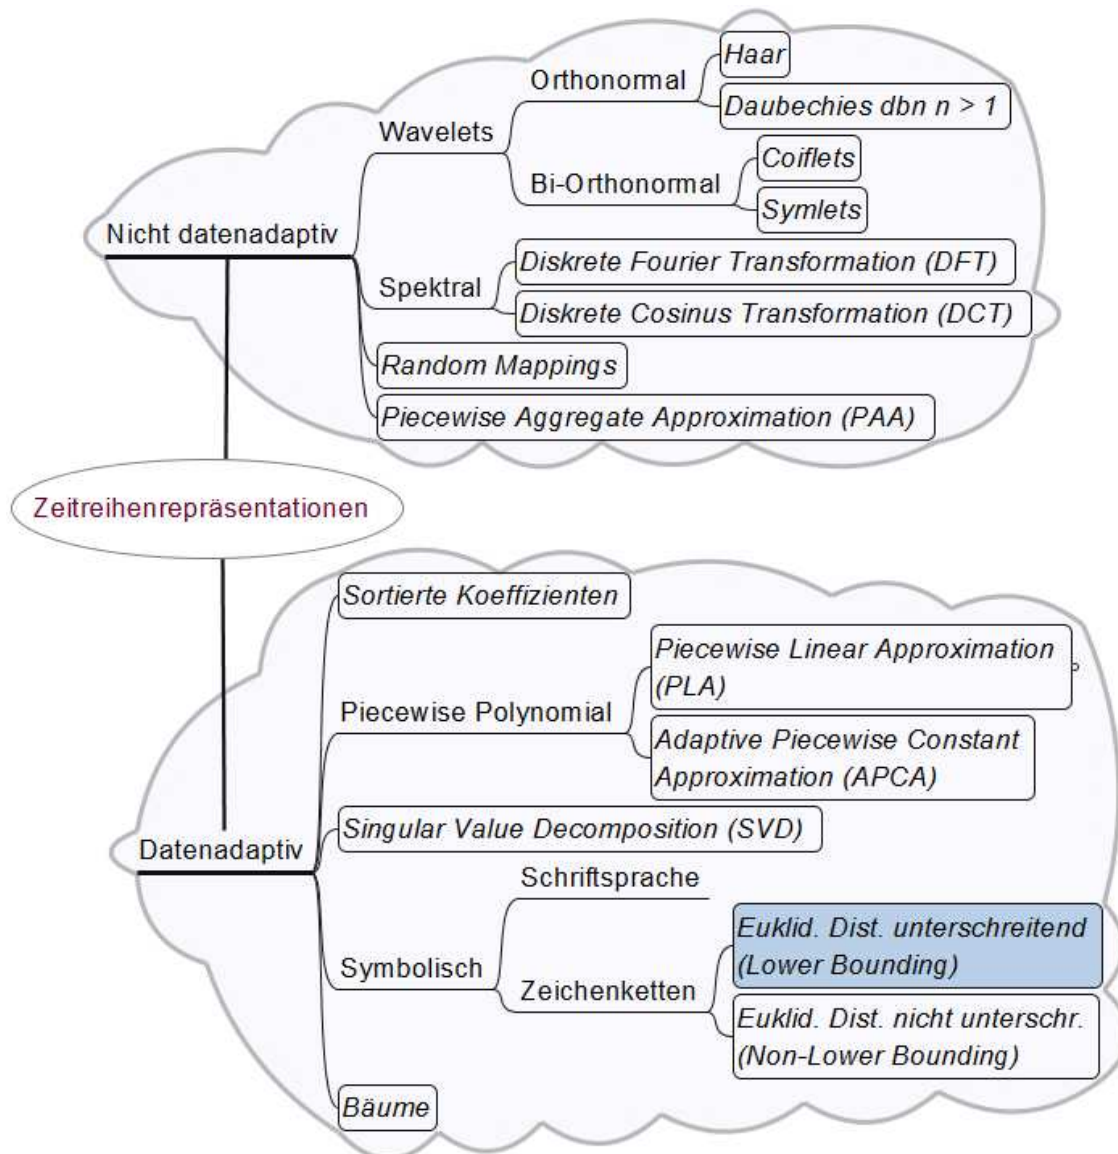 Haar
Orthonormal
Daubechies dbn n > 1
Wavelets
Coiflets
Bi-Orthonormal
Symlets
Nicht datenadaptiv
Diskrete Fourier Transformation (DFT)
Spektral
Diskrete Cosinus Transformation (DCT)
Random Mappings
Piecewise Aggregate Approximation (PAA)
Zeitreihenrepräsentationen
Sortierte Koeffizienten
Piecewise Linear Approximation
(PLA)
Piecewise Polynomial
Adaptive Piecewise Constant
Approximation (APCA)
Singular Value Decomposition (SVD)
Datenadaptiv
Schriftsprache
Euklid. Dist. unterschreitend
(Lower Bounding)
Symbolisch
Zeichenketten
Euklid. Dist. nicht unterschr.
(Non-Lower Bounding)
Bäume